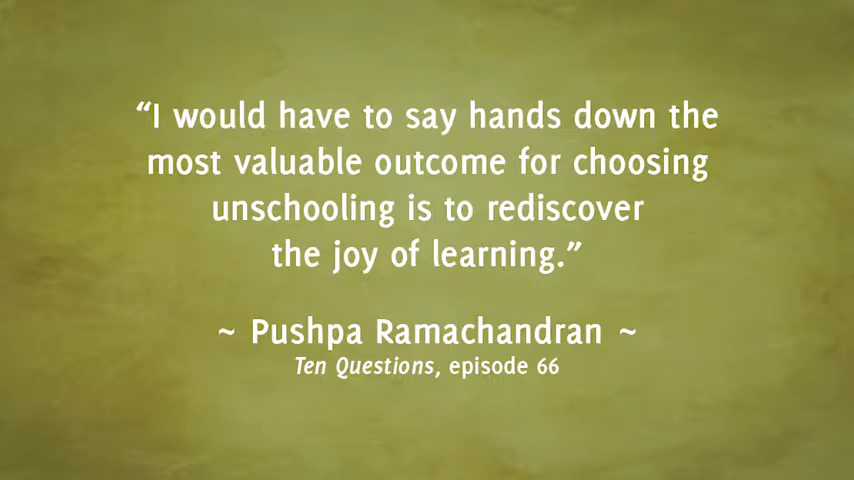 “I would have to say hands down the
most valuable outcome for choosing
unschooling is to rediscover
the joy of learning.”
~ Pushpa Ramachandran ~
Ten Questions, episode 66